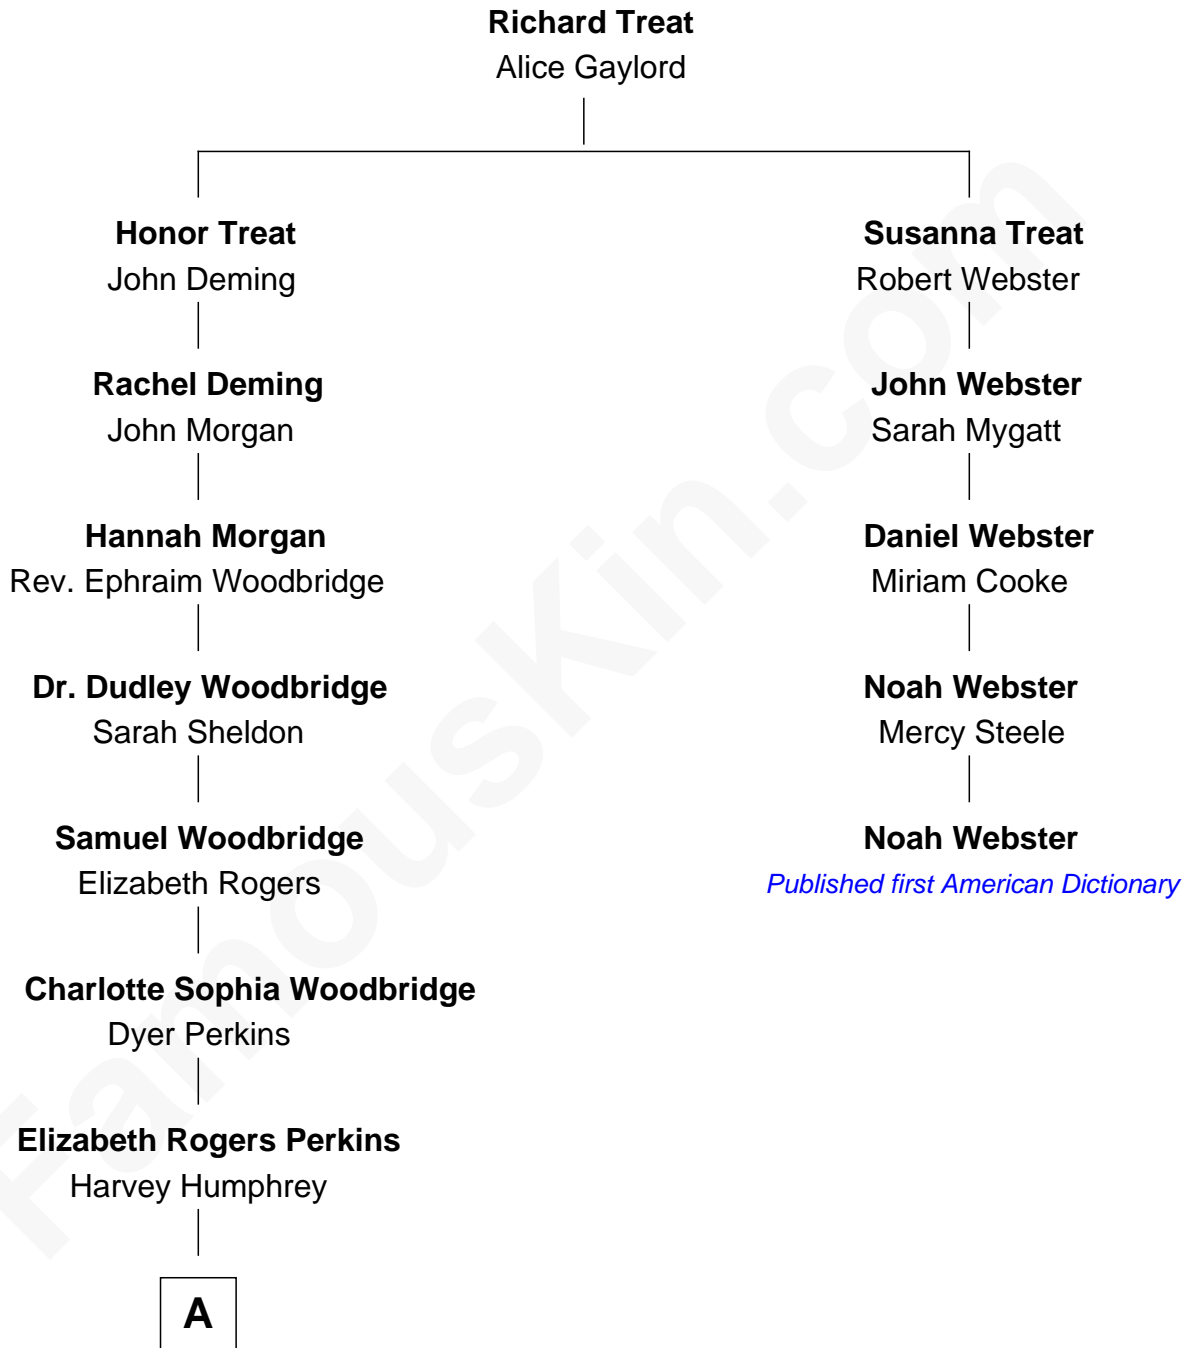 Richard Treat
Alice Gaylord
Honor Treat
John Deming
Susanna Treat
Robert Webster
Rachel Deming
John Morgan
John Webster
Sarah Mygatt
Hannah Morgan
Rev. Ephraim Woodbridge
Daniel Webster
Miriam Cooke
Dr. Dudley Woodbridge
Sarah Sheldon
Noah Webster
Mercy Steele
Samuel Woodbridge
Elizabeth Rogers
Noah Webster
Published first American Dictionary
Charlotte Sophia Woodbridge
Dyer Perkins
Elizabeth Rogers Perkins
Harvey Humphrey
A
FamousKin.com